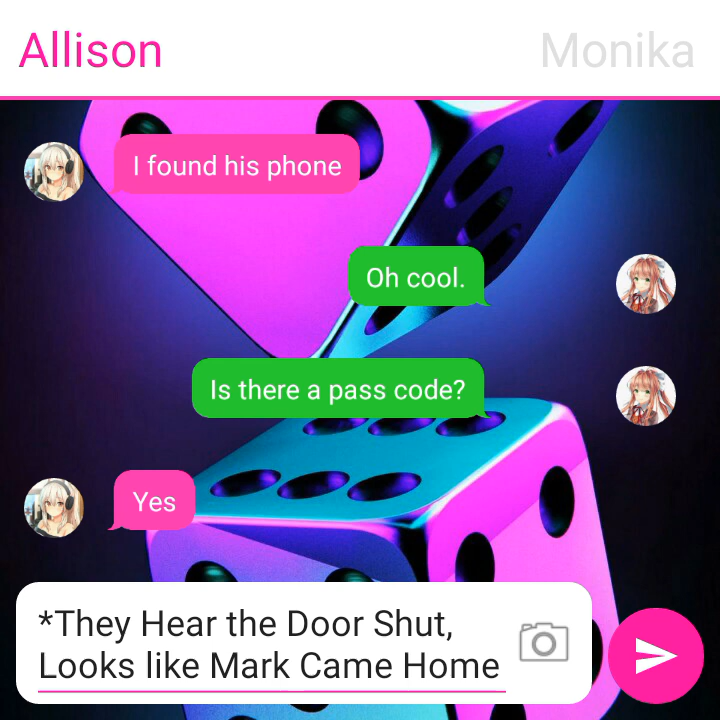 Allison
Monika
I found his phone
Oh cool.
Is there a pass code?
Yes
*They Hear the Door Shut,
Looks like Mark Came Home